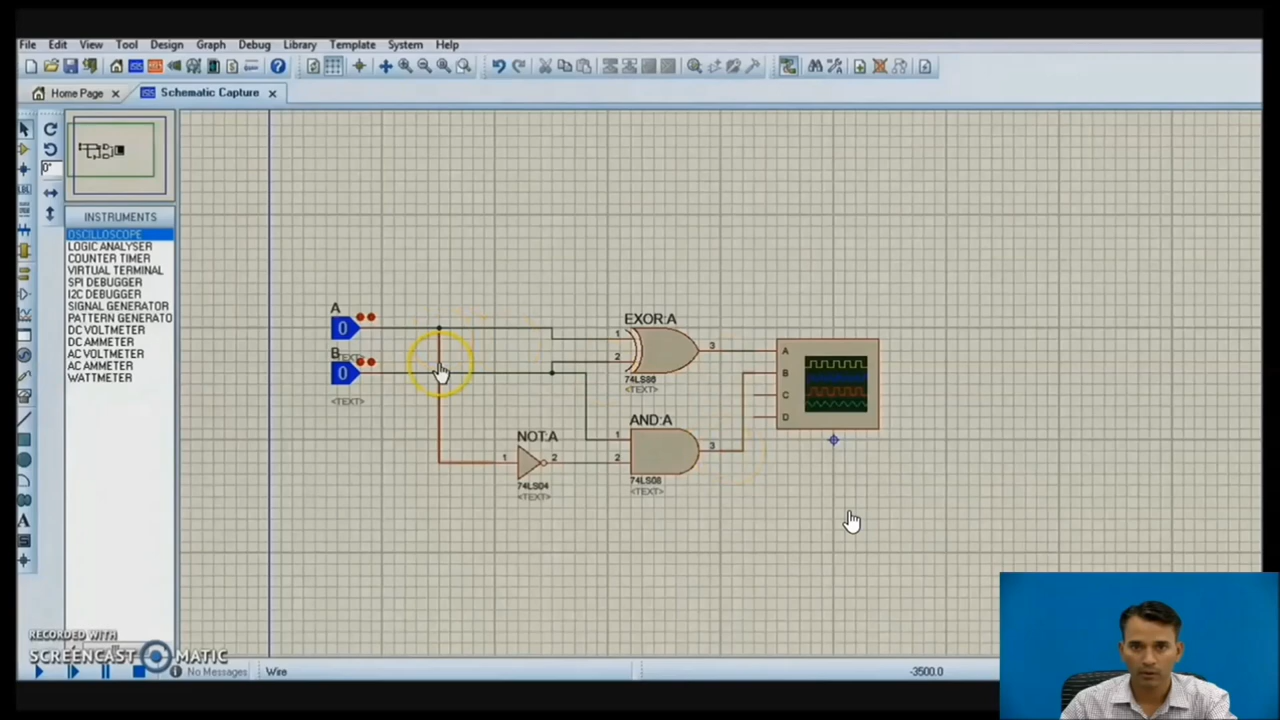 File Edit View Tool Design Graph Debug Library Template System Help
Home Page Schematic Capture
0°
INSTRUMENTS
OSCILLOSCOPE
LOGIC ANALYSER
COUNTER TIMER
VIRTUAL TERMINAL
SPI DEBUGGER
I2C DEBUGGER
SIGNAL GENERATOR
PATTERN GENERATO
DC VOLTMETER
DC AMMETER
AC VOLTMETER
AC AMMETER
WATTMETER
A
0
<TEXT>
B
0
<TEXT>
EXOR:A
1
2
3
74LS86
<TEXT>
AND:A
1
2
3
74LS08
<TEXT>
NOT:A
1
2
74LS04
<TEXT>
A
B
C
D
RECORDED WITH
SCREENCAST MATIC
No Messages
Wire
-3500.0